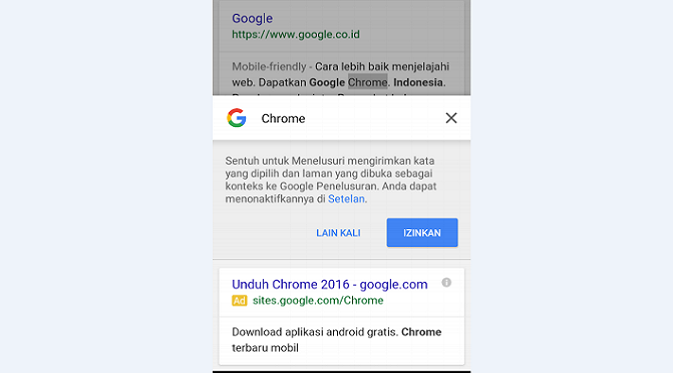 Google
https://www.google.co.id
Mobile-friendly - Cara lebih baik menjelajahi
web. Dapatkan Google Chrome. Indonesia.
Chrome
Sentuh untuk Menelusuri mengirimkan kata
yang dipilih dan laman yang dibuka sebagai
konteks ke Google Penelusuran. Anda dapat
menonaktifkannya di Setelan.
LAIN KALI
IZINKAN
Unduh Chrome 2016 - google.com
Ad sites.google.com/Chrome
Download aplikasi android gratis. Chrome
terbaru mobil